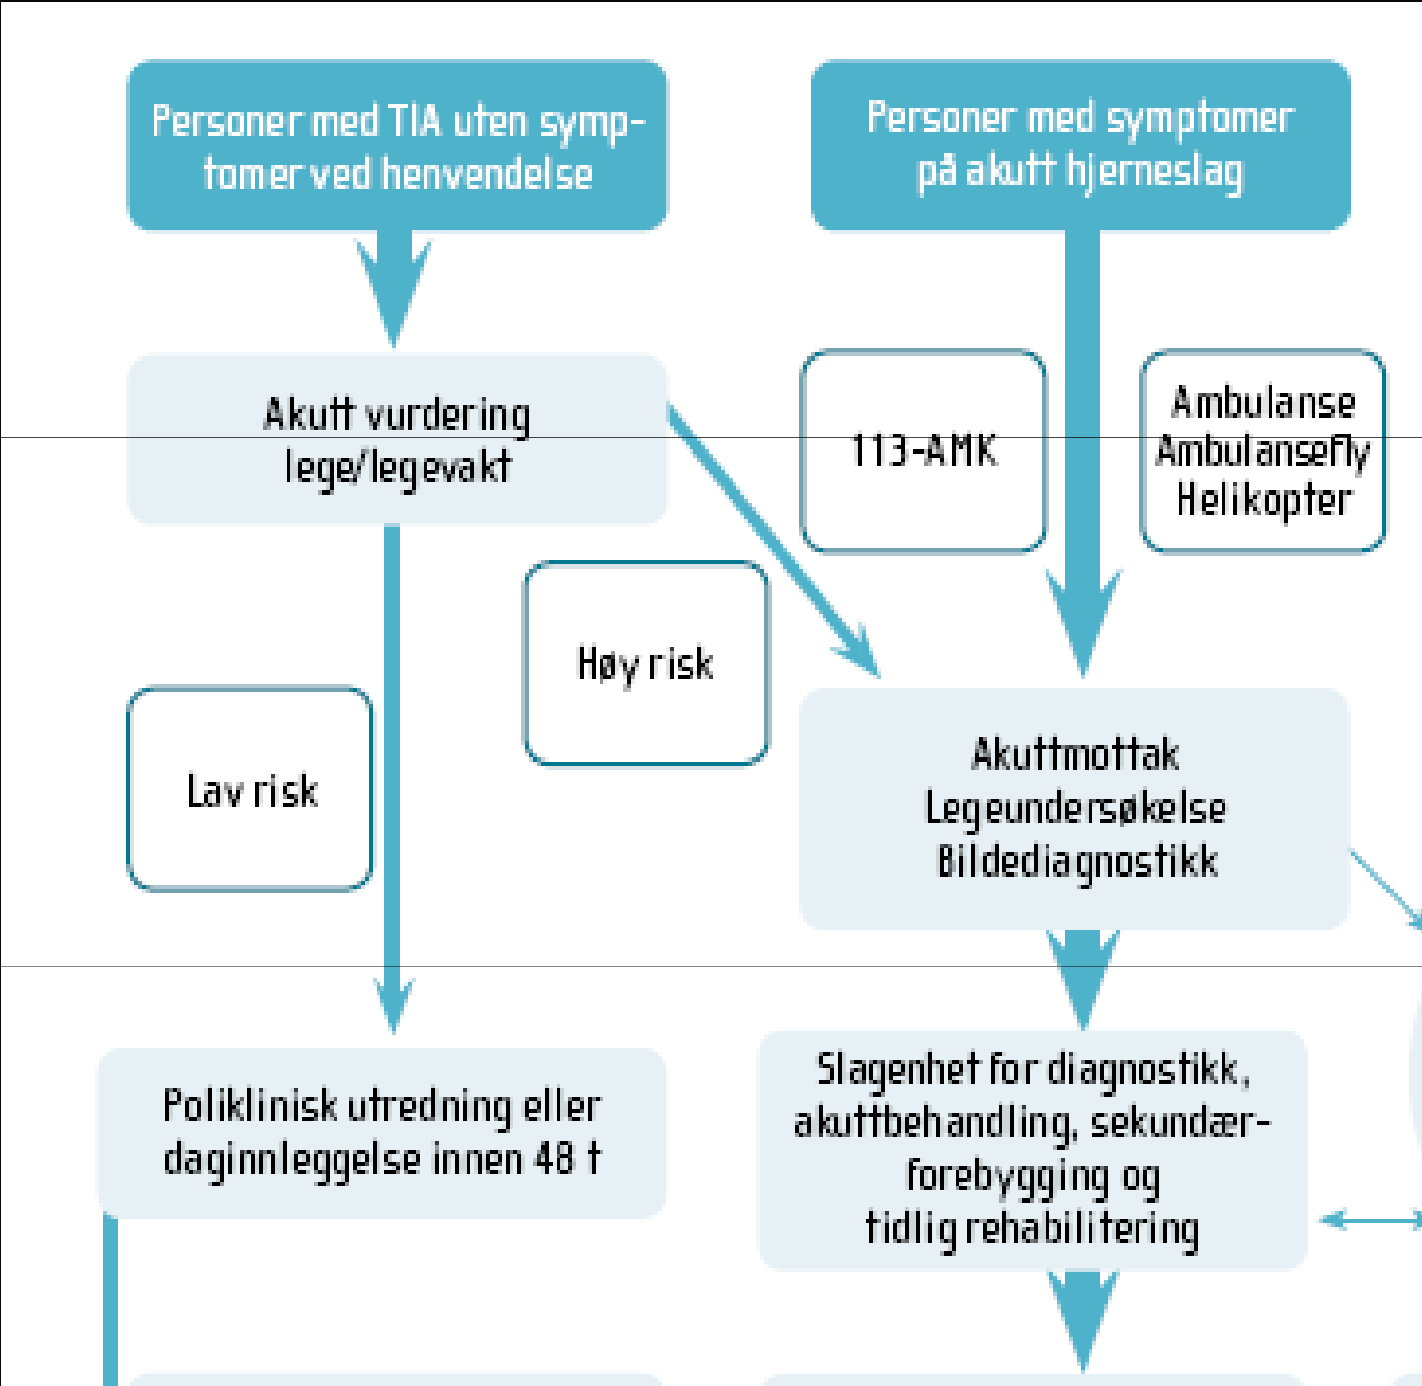 Personer med TIA uten symp-
tomer ved henvendelse
Personer med symptomer
på akutt hjerneslag
Akutt vurdering
lege/legevakt
113-AMK
Ambulanse
Ambulansefly
Helikopter
Høy risk
Lav risk
Akuttmottak
Legeundersøkelse
Bildediagnostikk
Poliklinisk utredning eller
daginnleggelse innen 48 t
Slagenhet for diagnostikk,
akuttbehandling, sekundær-
forebygging og
tidlig rehabilitering